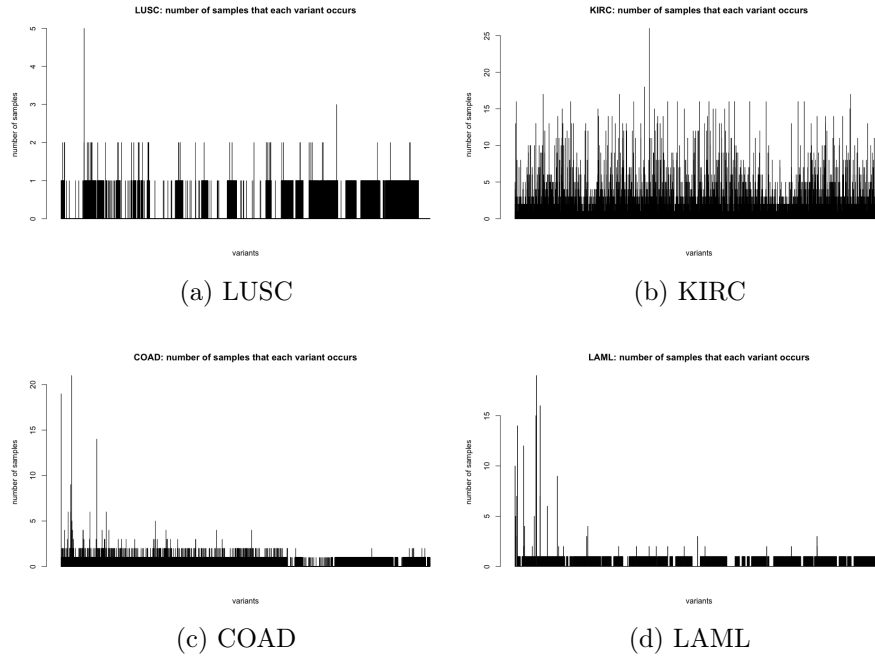 LUSC: number of samples that each variant occurs
number of samples
5
4
3
2
1
0
variants
(a) LUSC
KIRC: number of samples that each variant occurs
number of samples
25
20
15
10
5
0
variants
(b) KIRC
COAD: number of samples that each variant occurs
number of samples
20
15
10
5
0
variants
(c) COAD
LAML: number of samples that each variant occurs
number of samples
15
10
5
0
variants
(d) LAML